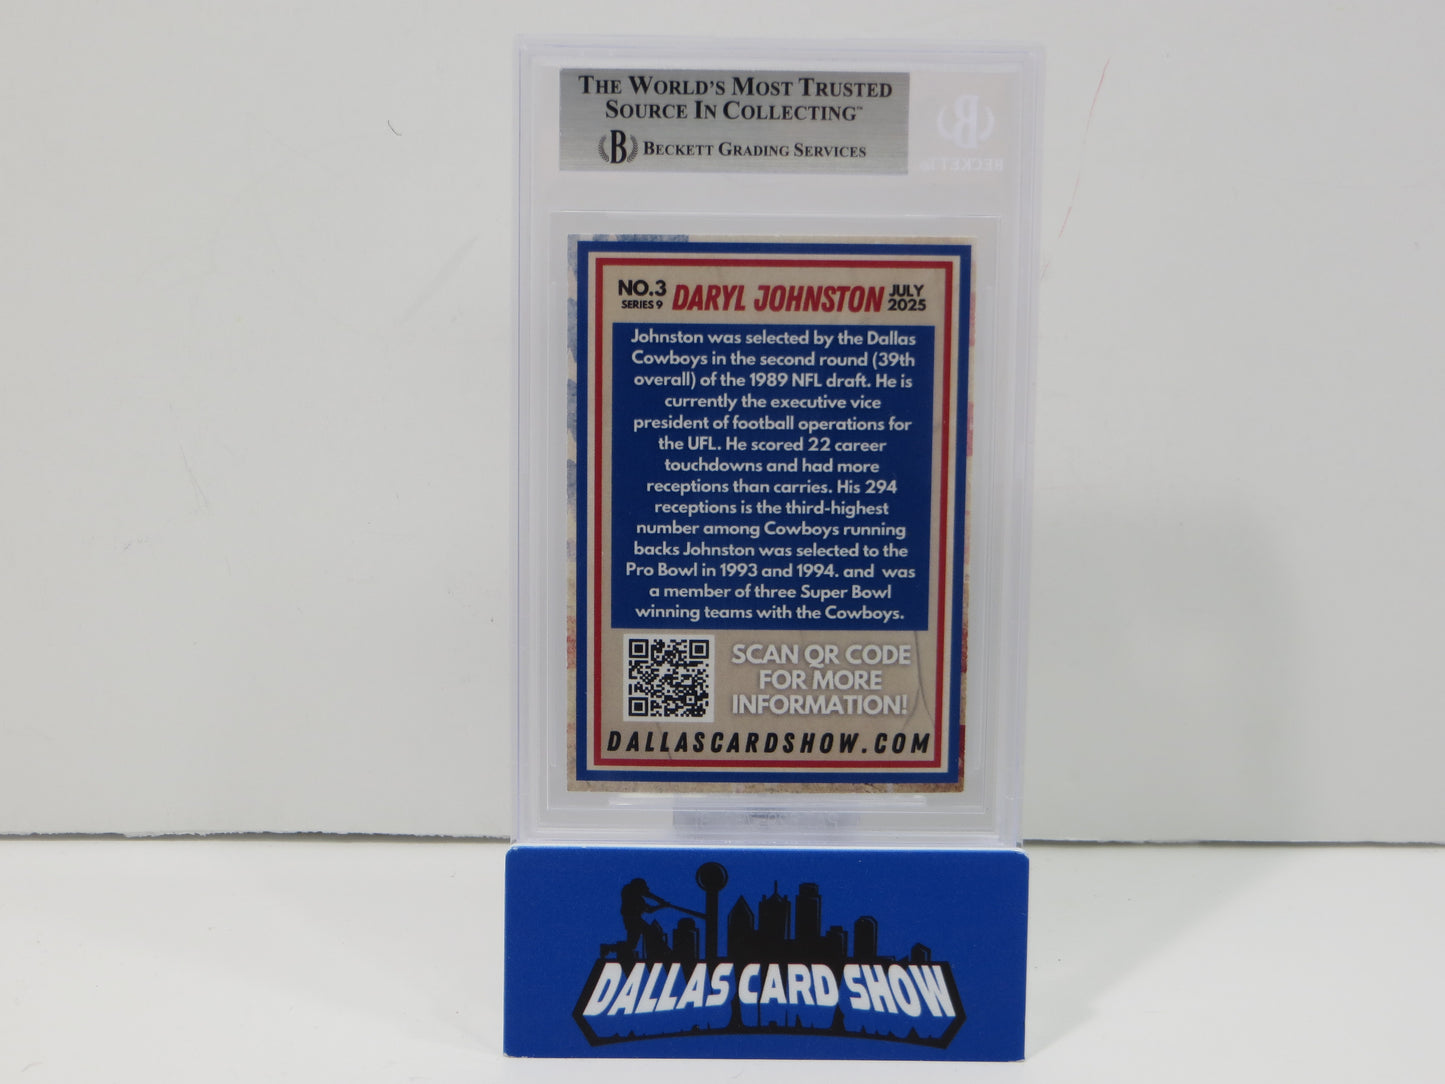 THE WORLD'S MOST TRUSTED
SOURCE IN COLLECTING™
B BECKETT GRADING SERVICES
B
BECKETT
NO.3
SERIES 9
DARYL JOHNSTON
JULY
2025
Johnston was selected by the Dallas
Cowboys in the second round (39th
overall) of the 1989 NFL draft. He is
currently the executive vice
president of football operations for
the UFL. He scored 22 career
touchdowns and had more
receptions than carries. His 294
receptions is the third-highest
number among Cowboys running
backs Johnston was selected to the
Pro Bowl in 1993 and 1994. and  was
a member of three Super Bowl
winning teams with the Cowboys.
SCAN QR CODE
FOR MORE
INFORMATION!
DALLASCARDSHOW.COM
DALLAS CARD SHOW